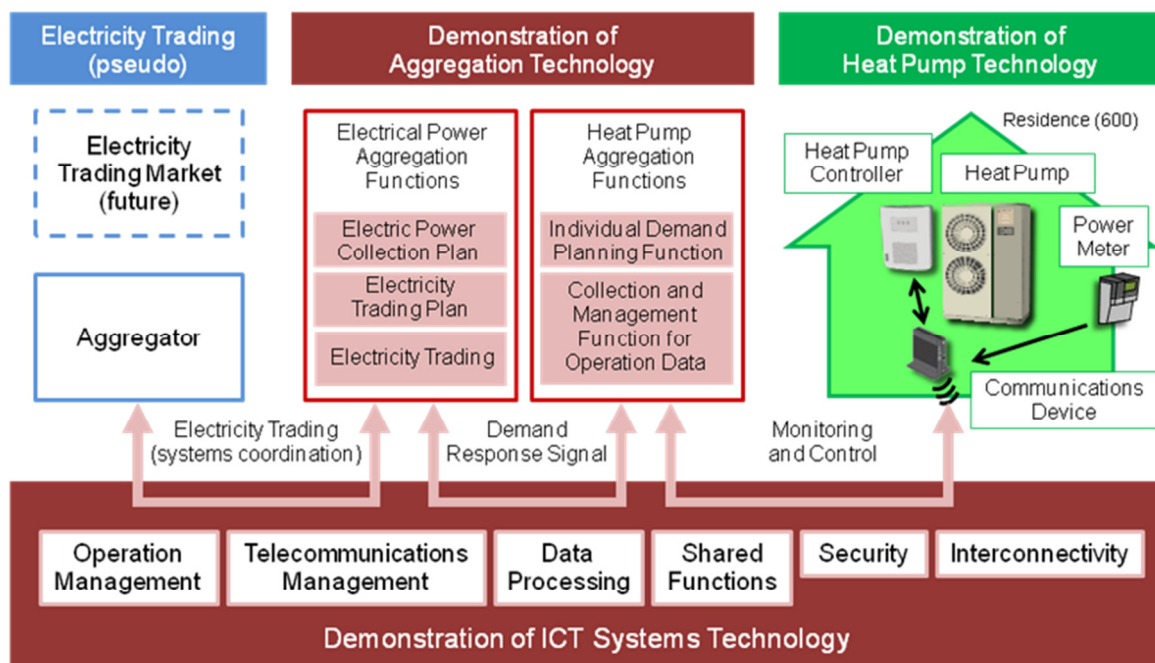 Electricity Trading
(pseudo)
Demonstration of
Aggregation Technology
Demonstration of
Heat Pump Technology
Electricity
Trading Market
(future)
Aggregator
Electrical Power
Aggregation
Functions
Electric Power
Collection Plan
Electricity
Trading Plan
Electricity Trading
Heat Pump
Aggregation
Functions
Individual Demand
Planning Function
Collection and
Management
Function for
Operation Data
Residence (600)
Heat Pump
Controller
Heat Pump
Power
Meter
Communications
Device
Electricity Trading
(systems coordination)
Demand
Response Signal
Monitoring
and Control
Operation
Management
Telecommunications
Management
Data
Processing
Shared
Functions
Security
Interconnectivity
Demonstration of ICT Systems Technology